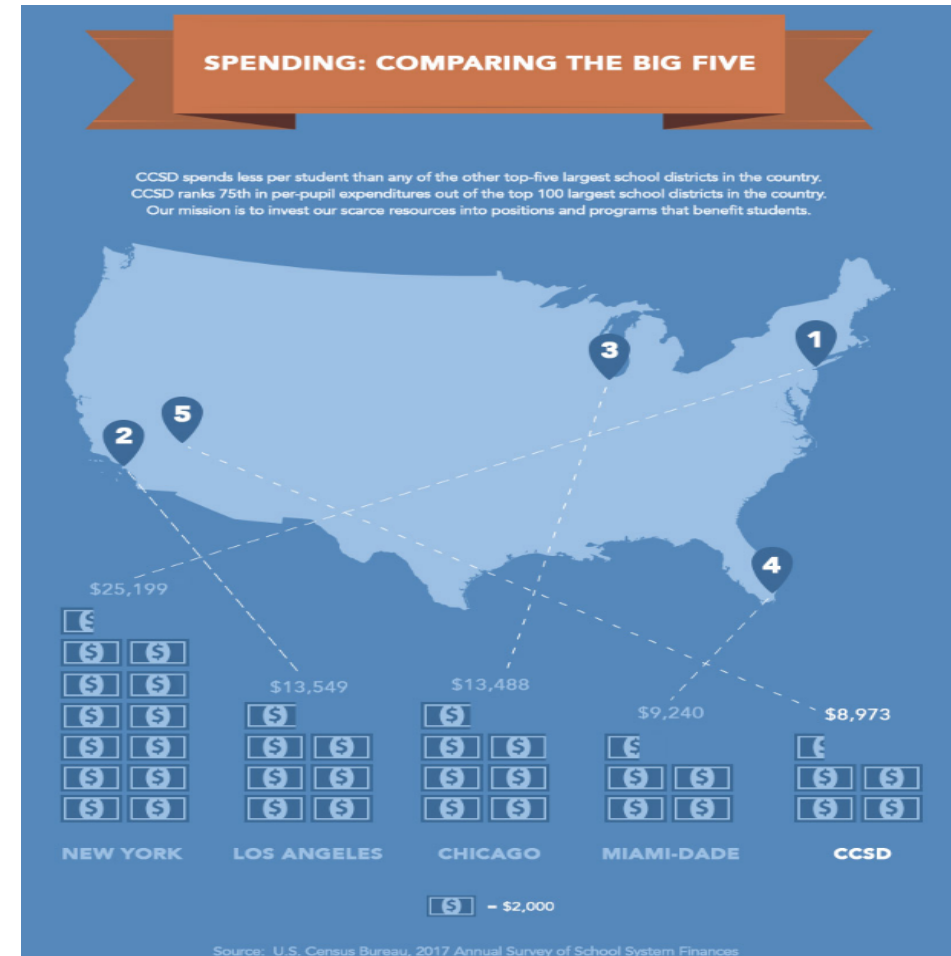 SPENDING: COMPARING THE BIG FIVE
CCSD spends less per student than any of the other top-five largest school districts in the country.
CCSD ranks 75th in per-pupil expenditures out of the top 100 largest school districts in the country.
Our mission is to invest our scarce resources into positions and programs that benefit students.
1
3
5
2
4
$25,199
$13,549
$13,488
$9,240
$8,973
NEW YORK
LOS ANGELES
CHICAGO
MIAMI-DADE
CCSD
$ = $2,000
Source: U.S. Census Bureau, 2017 Annual Survey of School System Finances